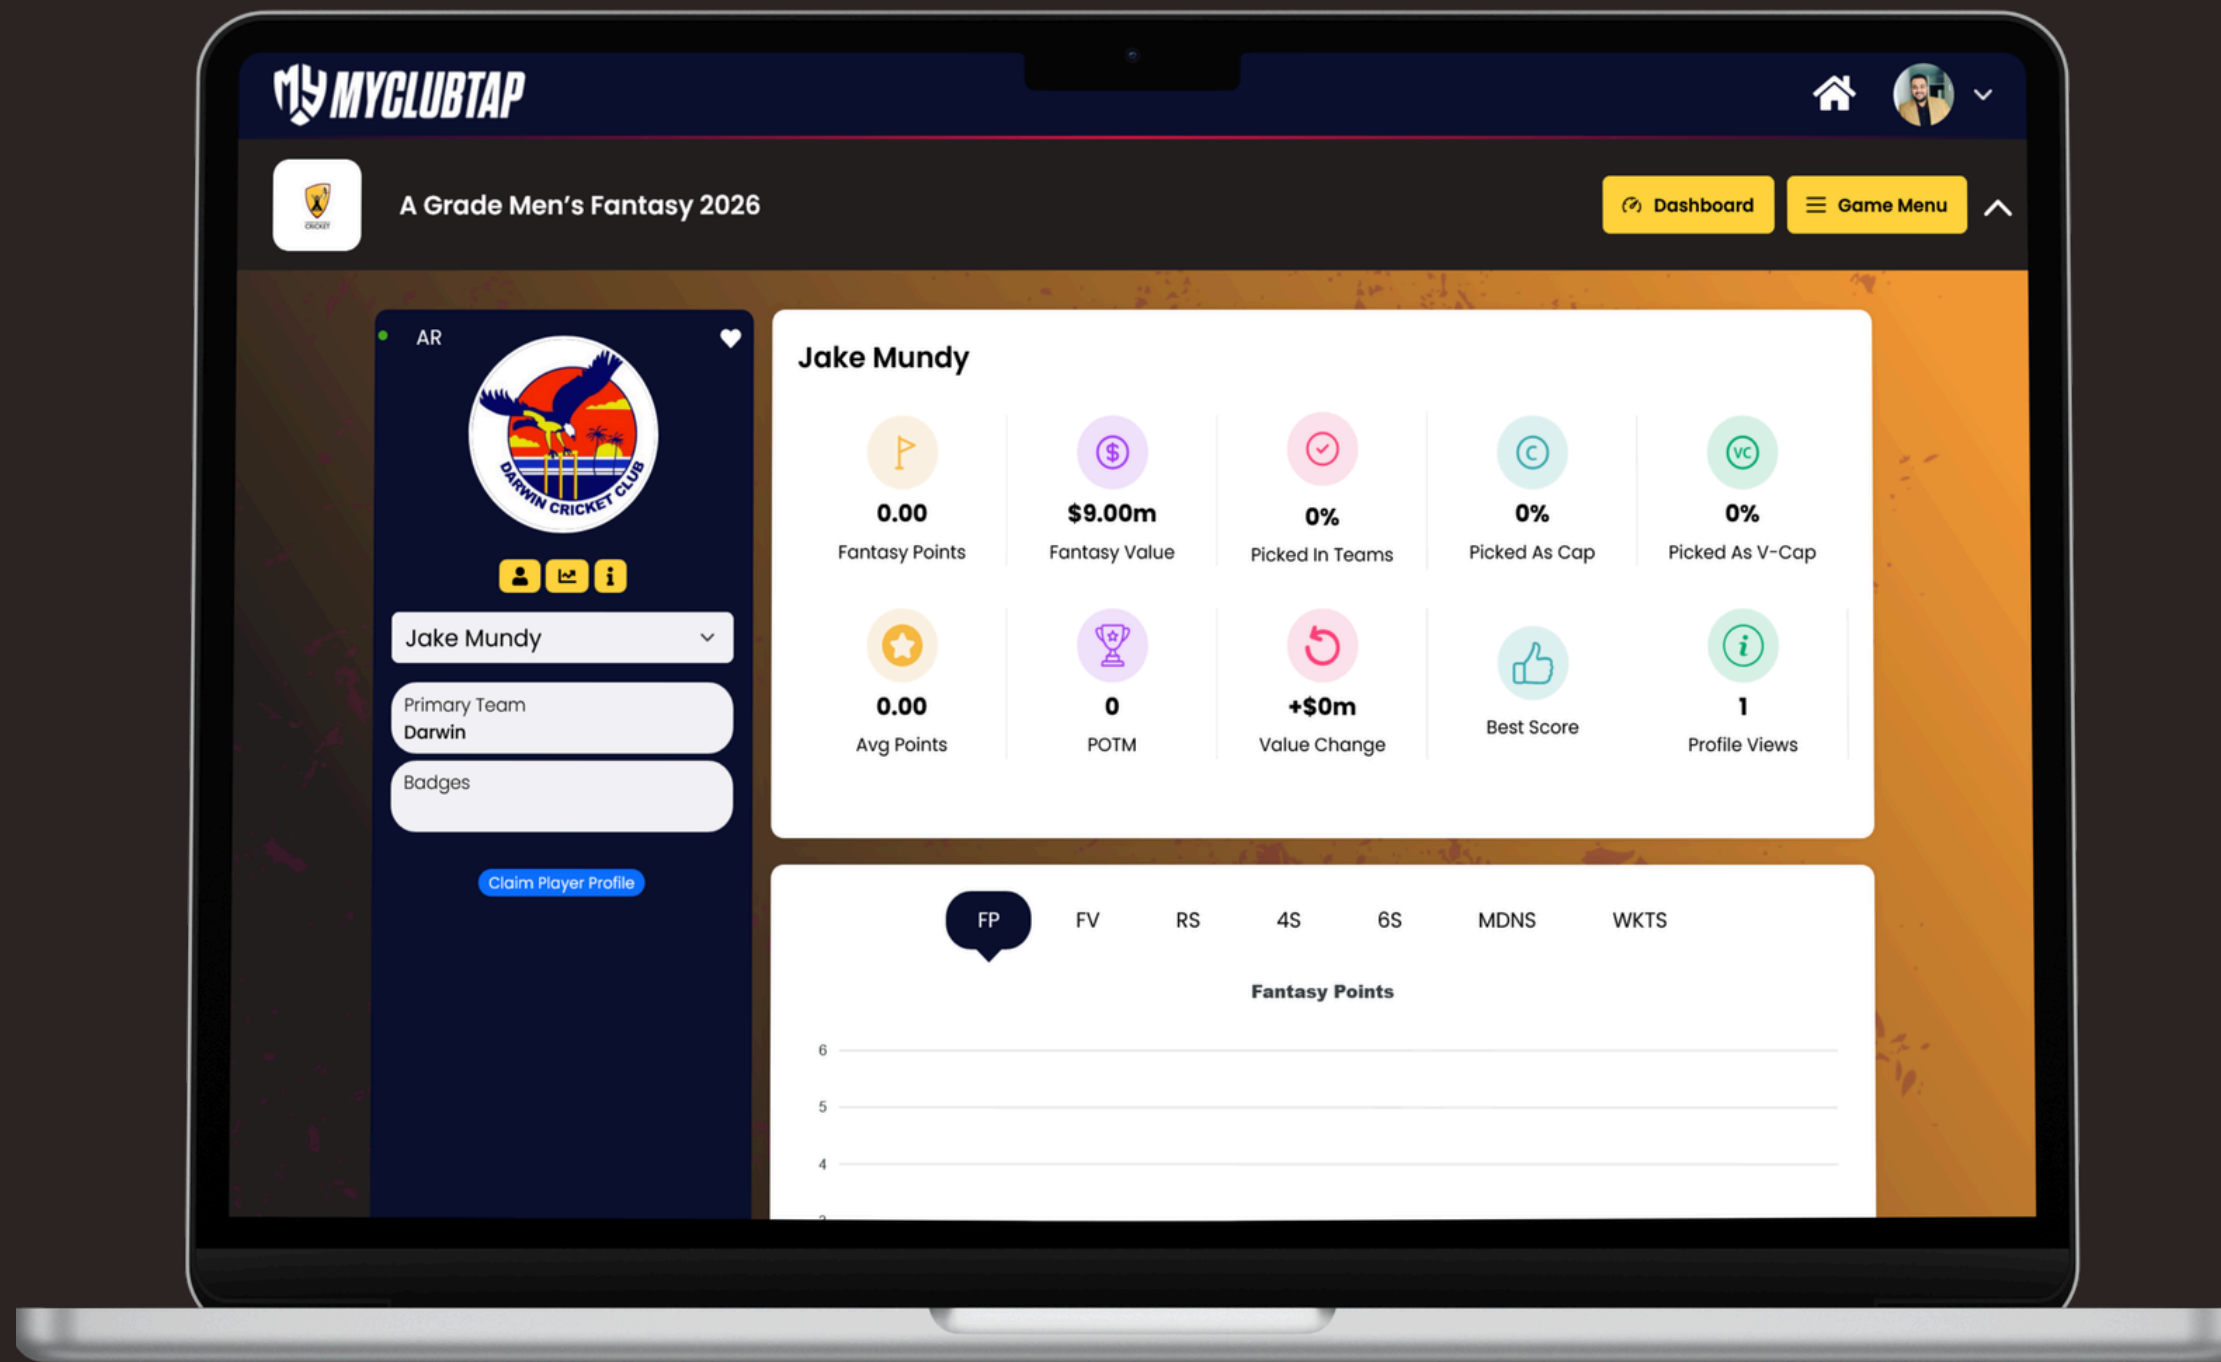 MY MYCLUBTAP
CRICKET
A Grade Men's Fantasy 2026
Dashboard
Game Menu
AR
DARWIN CRICKET CLUB
Jake Mundy
Primary Team
Darwin
Badges
Claim Player Profile
Jake Mundy
0.00
Fantasy Points
$
$9.00m
Fantasy Value
0%
Picked In Teams
C
0%
Picked As Cap
VC
0%
Picked As V-Cap
0.00
Avg Points
0
POTM
+$0m
Value Change
Best Score
1
Profile Views
FP FV RS 4S 6S MDNS WKTS
Fantasy Points
6
5
4